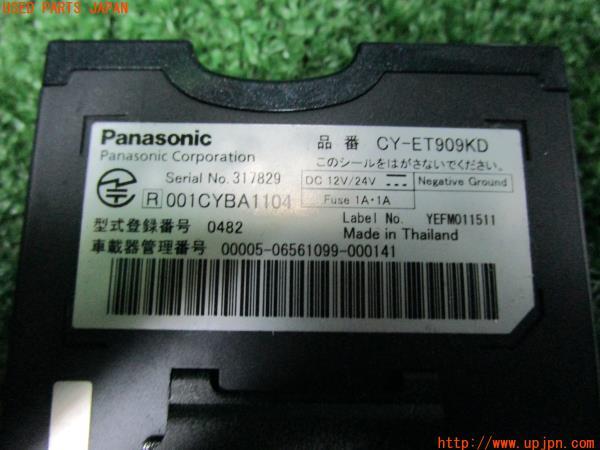 USED PARTS JAPAN
Panasonic
Panasonic Corporation
品 番 CY-ET909KD
このシールをはがさないでください。
Serial No. 317829
DC 12V/24V
Negative Ground
R 001CYBA1104
Fuse 1A・1A
型式登録番号 0482
Label No. YEFM011511
Made in Thailand
車載器管理番号 00005-06561099-000141
http://www.upjpn.com/